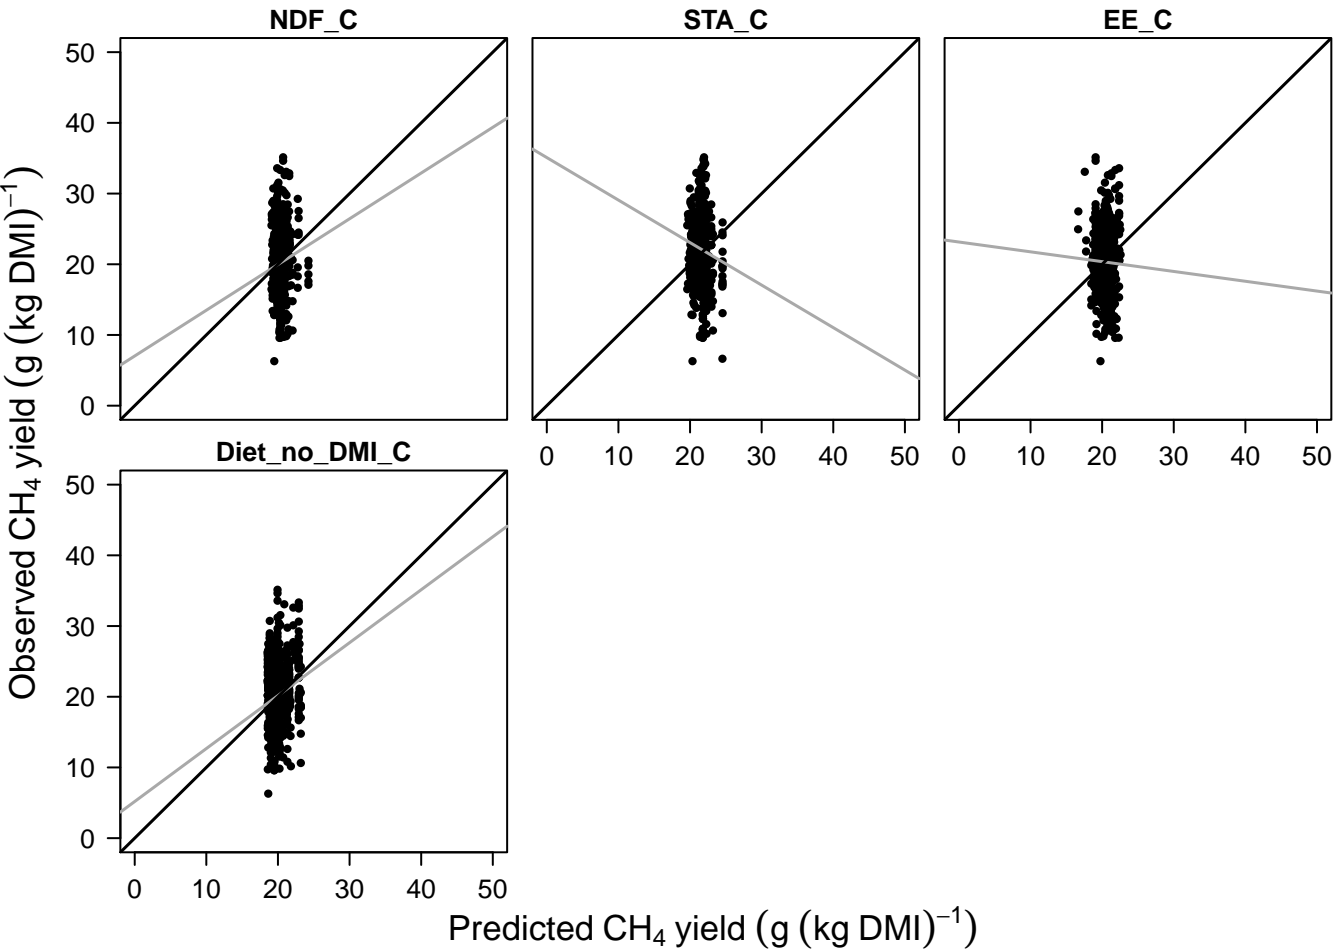 NDF_C STA_C EE_C
50
40
30
20
10
0
0 10 20 30 40 50 0 10 20 30 40 50
Diet_no_DMI_C
50
40
30
20
10
0
0 10 20 30 40 50
Observed CH₄ yield (g (kg DMI)⁻¹)
Predicted CH₄ yield (g (kg DMI)⁻¹)